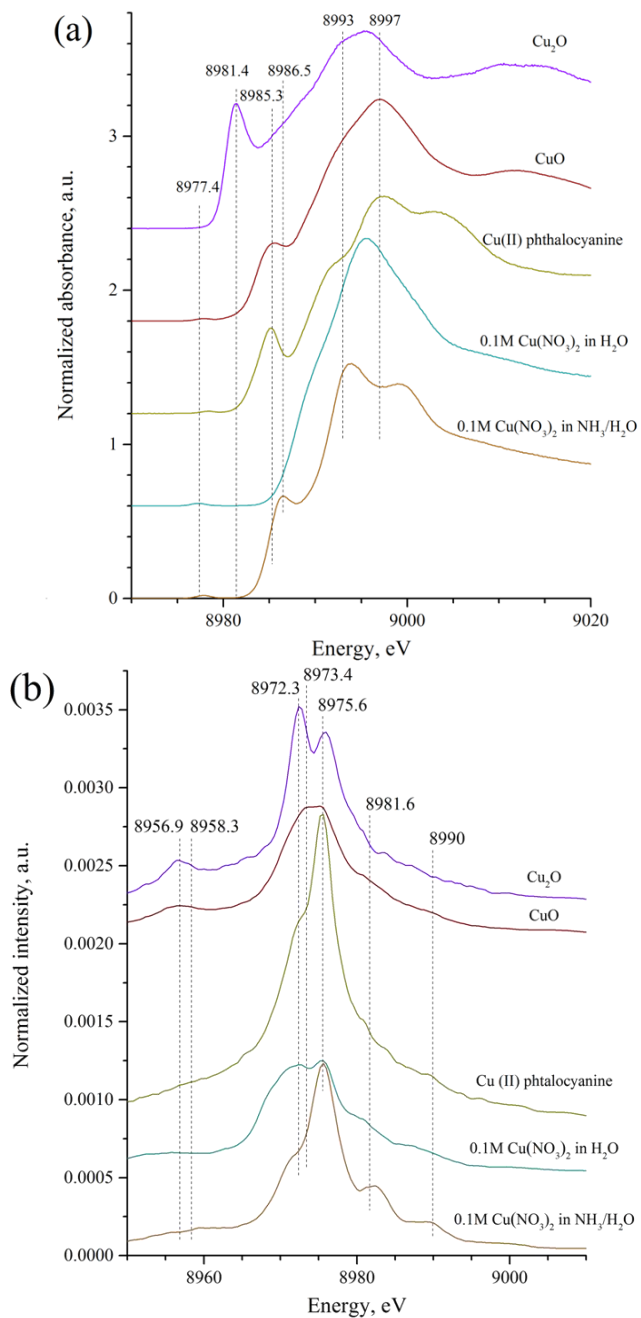 (a)
8993
8997
Cu2O
8981.4
8986.5
8985.3
8977.4
CuO
Cu(II) phthalocyanine
0.1M Cu(NO3)2 in H2O
0.1M Cu(NO3)2 in NH3/H2O
3
2
1
0
Normalized absorbance, a.u.
8980
9000
9020
Energy, eV
(b)
8972.3
8973.4
8975.6
8981.6
8956.9
8958.3
8990
Cu2O
CuO
Cu (II) phtalocyanine
0.1M Cu(NO3)2 in H2O
0.1M Cu(NO3)2 in NH3/H2O
0.0035
0.0030
0.0025
0.0020
0.0015
0.0010
0.0005
0.0000
Normalized intensity, a.u.
8960
8980
9000
Energy, eV